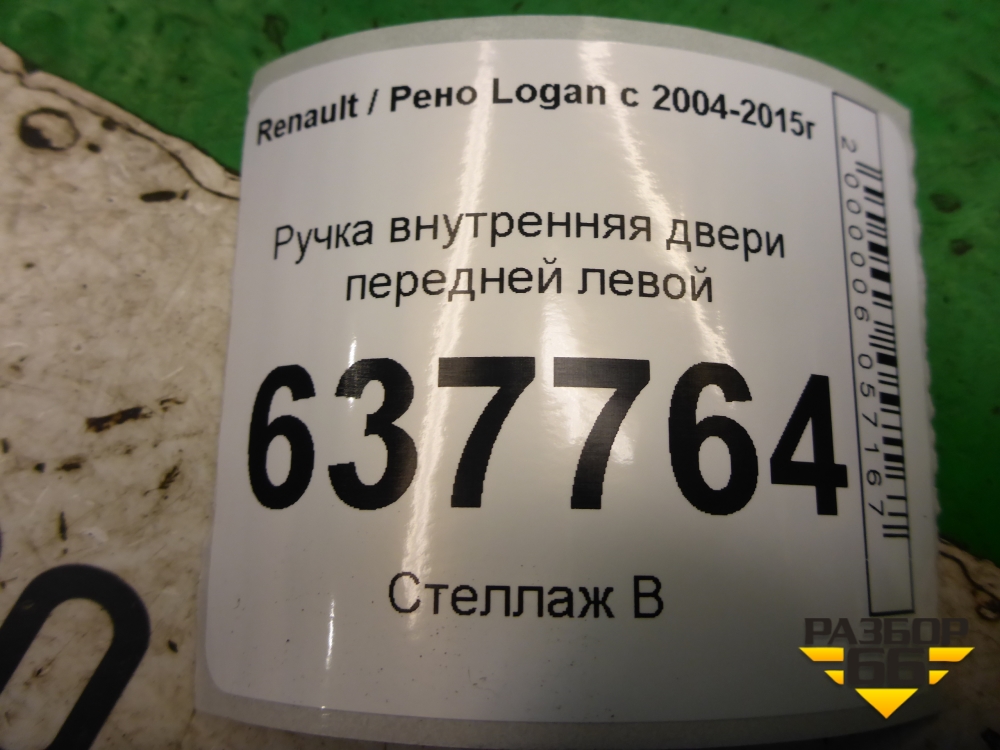 Renault / Рено Logan с 2004-2015г
Ручка внутренняя двери
передней левой
637764
Стеллаж В
2000006057167
РАЗБОР
66